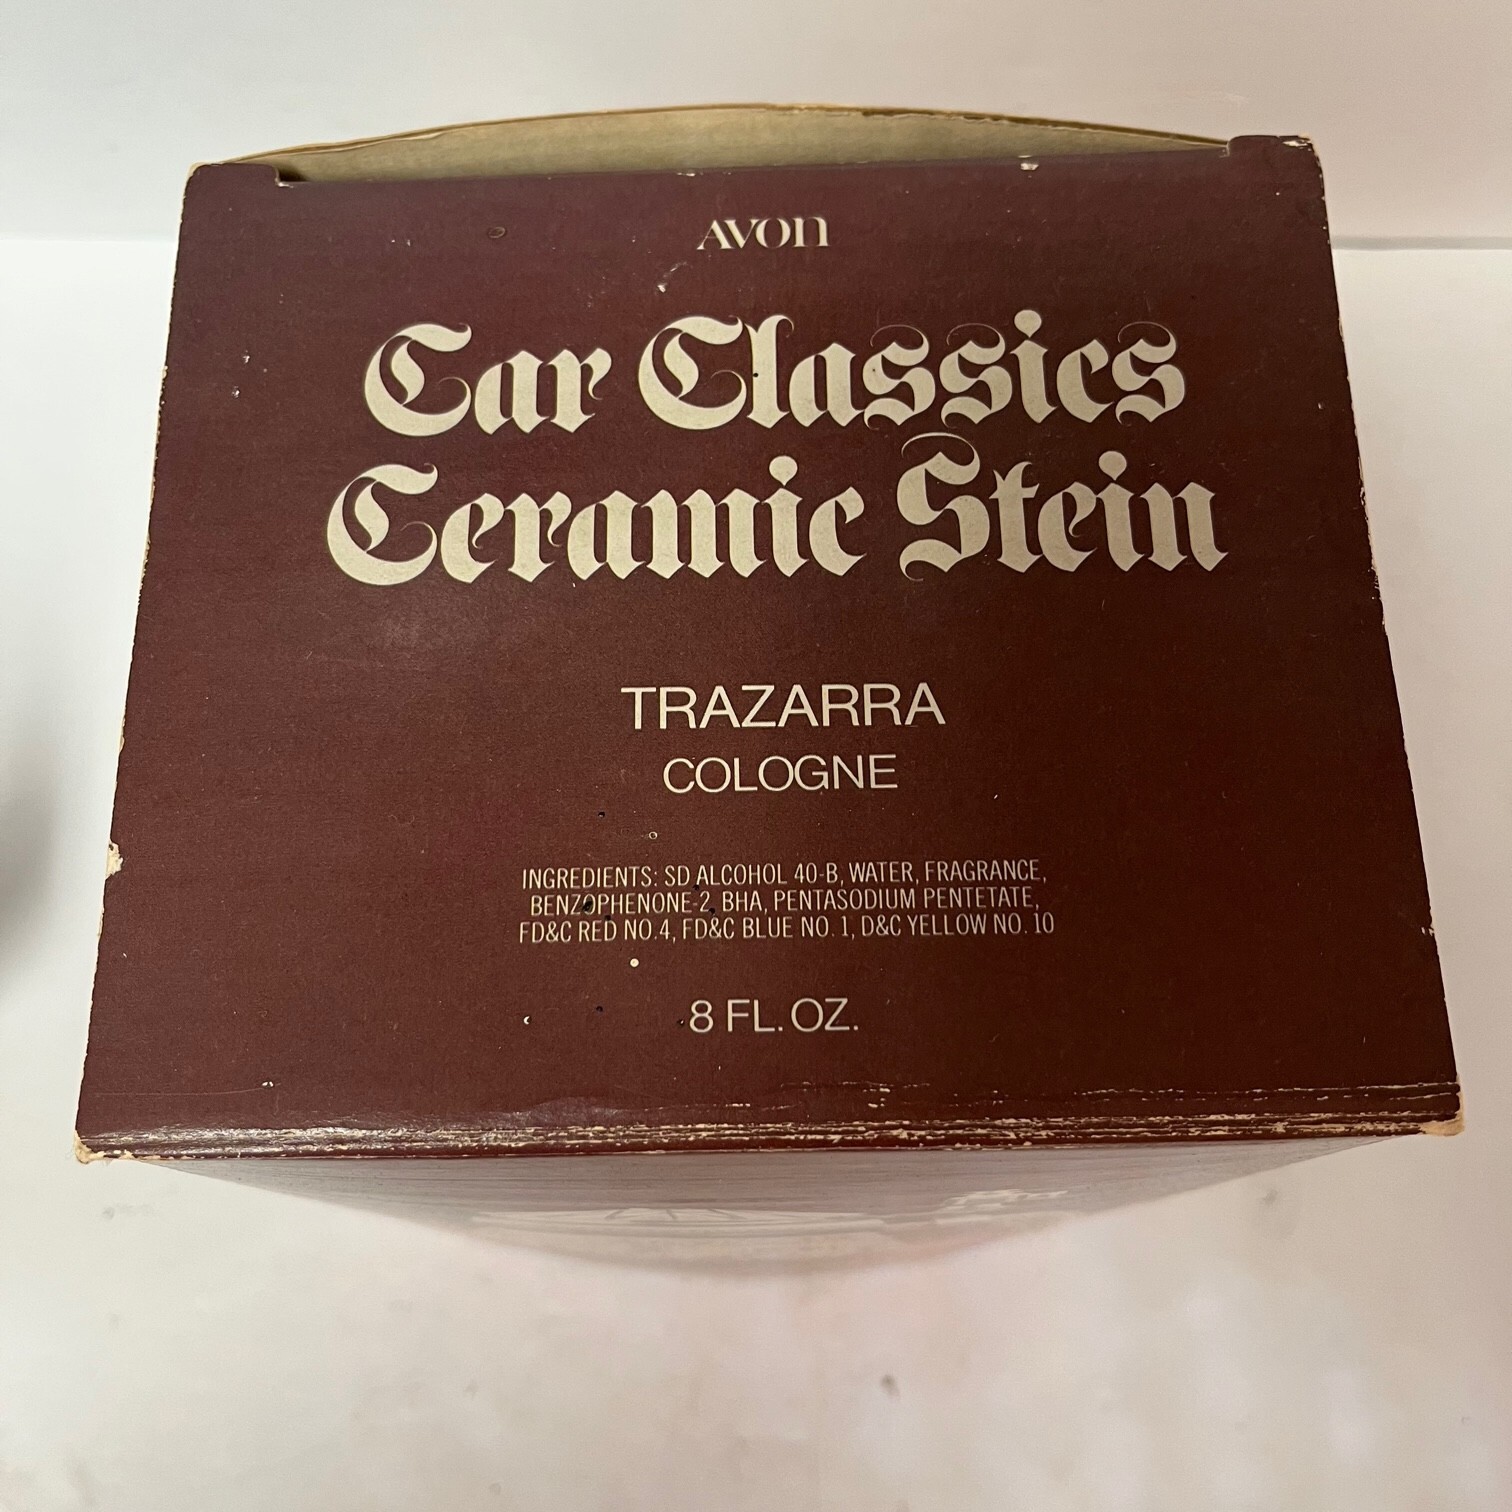 AVON
Car Classics
Ceramic Stein
TRAZARRA
COLOGNE
INGREDIENTS: SD ALCOHOL 40-B, WATER, FRAGRANCE,
BENZOPHENONE-2, BHA, PENTASODIUM PENTETATE,
FD&C RED NO.4, FD&C BLUE NO. 1, D&C YELLOW NO. 10
8 FL. OZ.